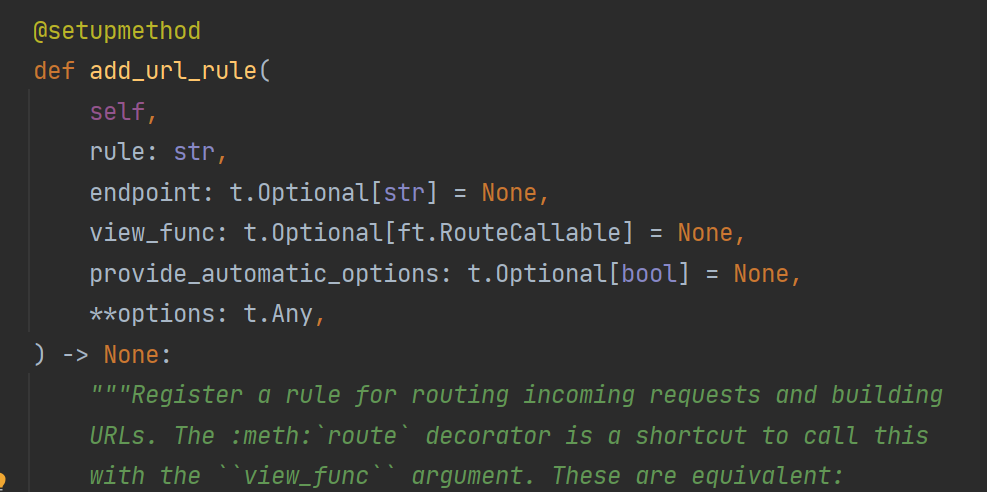 @setupmethod
def add_url_rule(
self,
rule: str,
endpoint: t.Optional[str] = None,
view_func: t.Optional[ft.RouteCallable] = None,
provide_automatic_options: t.Optional[bool] = None,
**options: t.Any,
) -> None:
"""Register a rule for routing incoming requests and building
URLs. The :meth:`route` decorator is a shortcut to call this
with the ``view_func`` argument. These are equivalent: